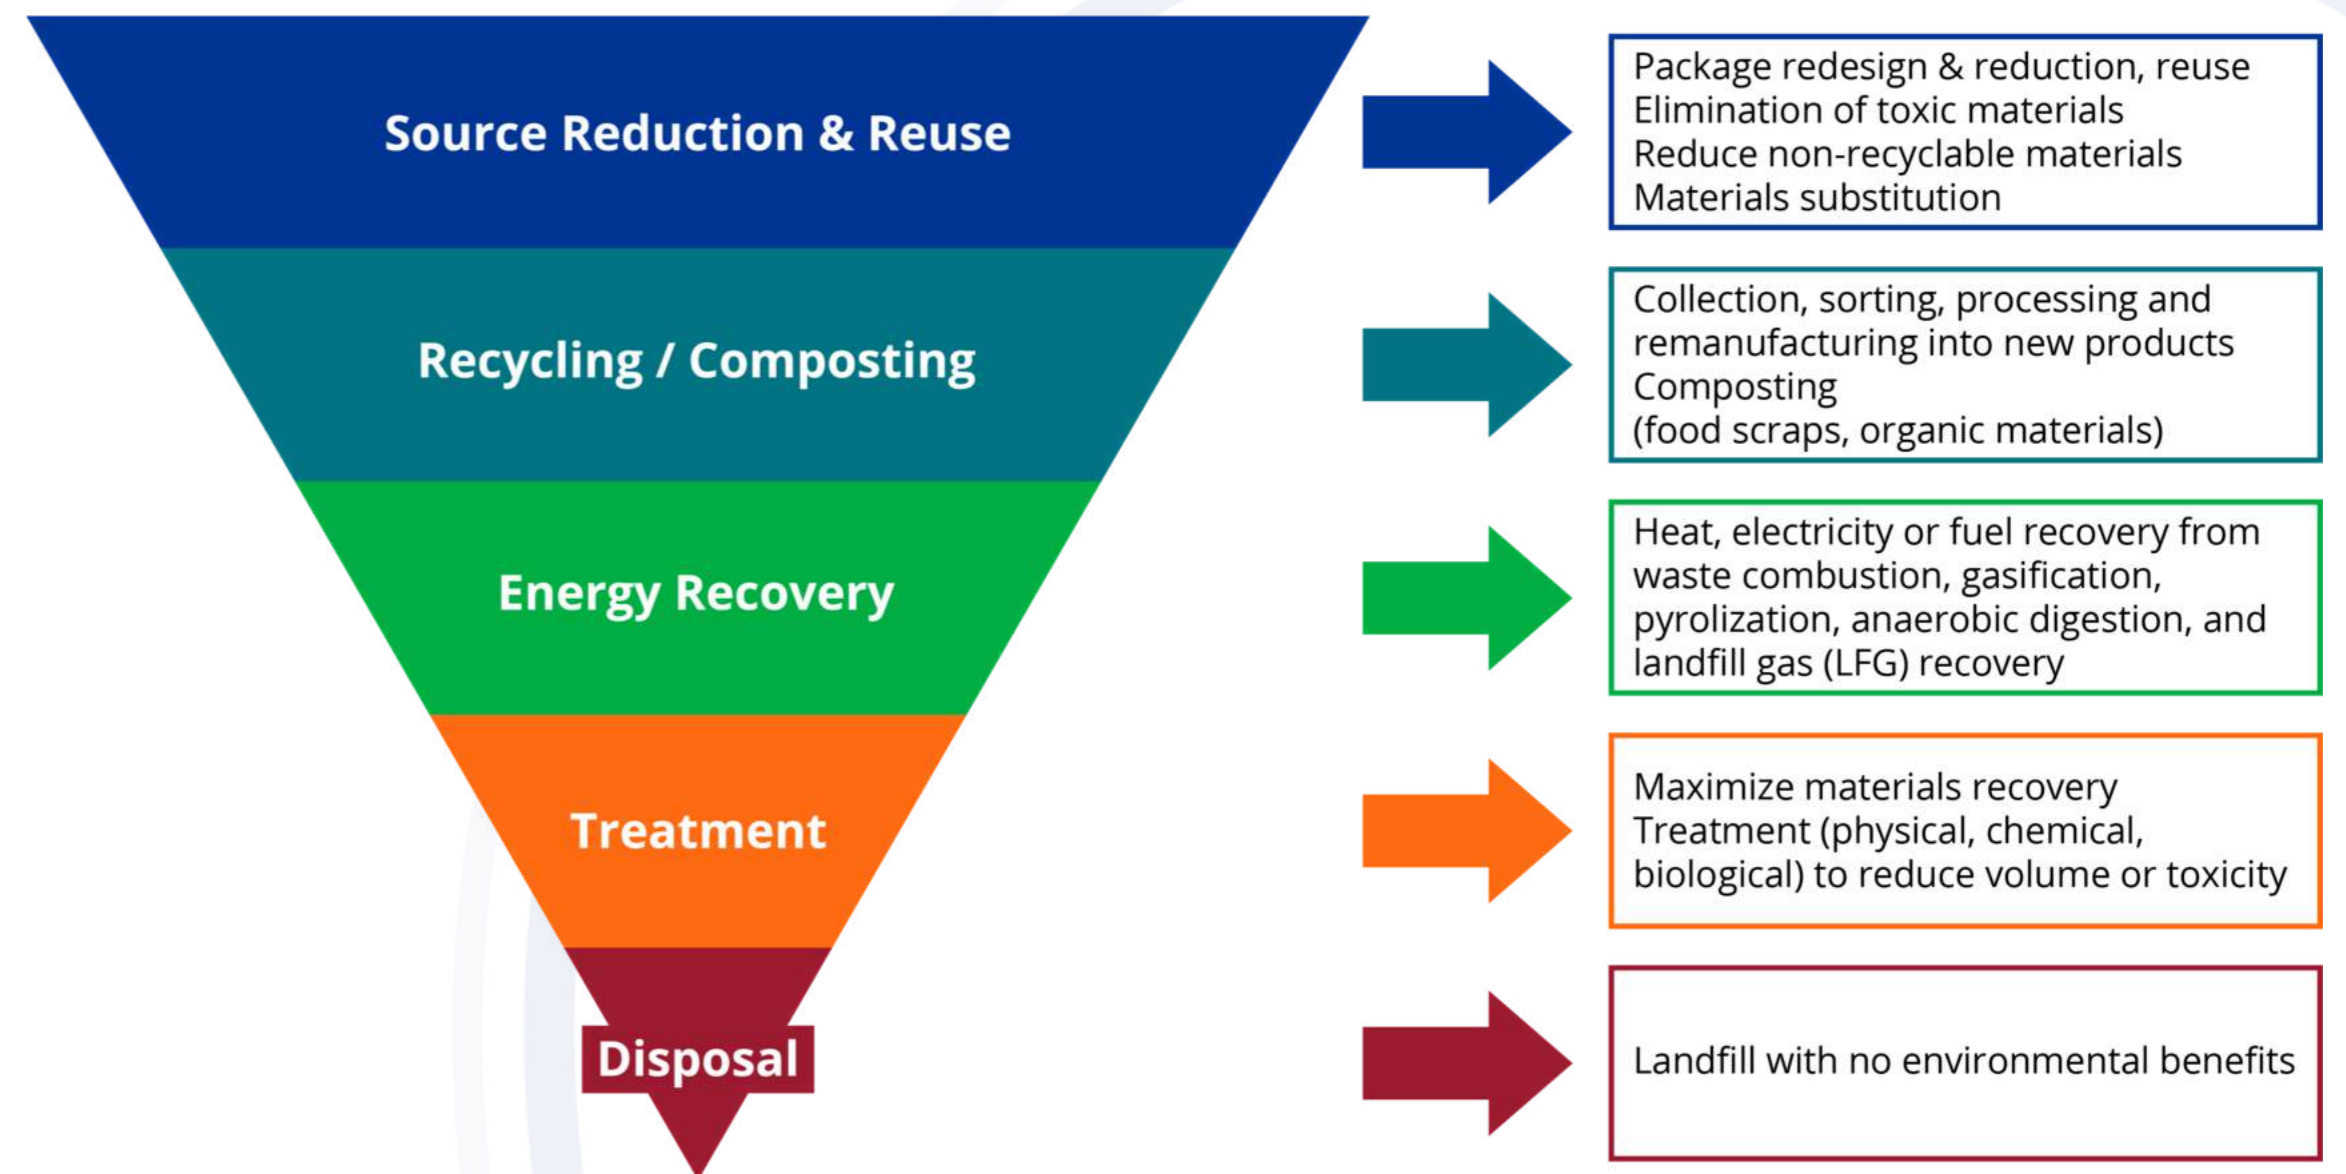 Source Reduction & Reuse
Package redesign & reduction, reuse
Elimination of toxic materials
Reduce non-recyclable materials
Materials substitution
Recycling / Composting
Collection, sorting, processing and
remanufacturing into new products
Composting
(food scraps, organic materials)
Energy Recovery
Heat, electricity or fuel recovery from
waste combustion, gasification,
pyrolization, anaerobic digestion, and
landfill gas (LFG) recovery
Treatment
Maximize materials recovery
Treatment (physical, chemical,
biological) to reduce volume or toxicity
Disposal
Landfill with no environmental benefits